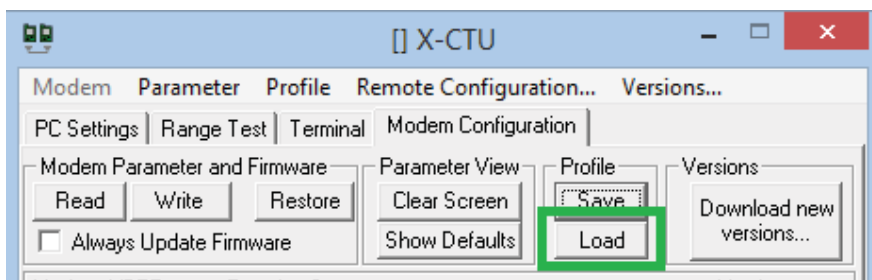 [] X-CTU
Modem Parameter Profile Remote Configuration... Versions...
PC Settings Range Test Terminal Modem Configuration
Modem Parameter and Firmware Parameter View Profile Versions
Read Write Restore Clear Screen Save Download new
versions...
Always Update Firmware Show Defaults Load